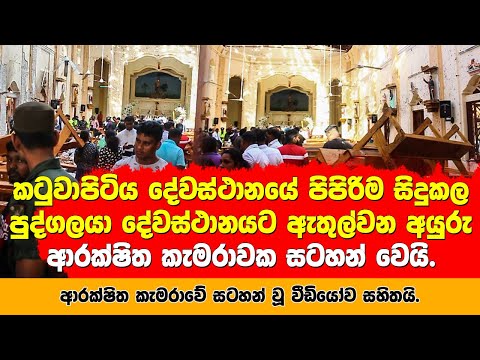 කටුවාපිටිය දේවස්ථානයේ පිපිරිම සිදුකල
පුද්ගලයා දේවස්ථානයට ඇතුල්වන අයුරු
ආරක්ෂිත කැමරාවක සටහන් වෙයි.
ආරක්ෂිත කැමරාවේ සටහන් වූ වීඩියෝව සහිතයි.